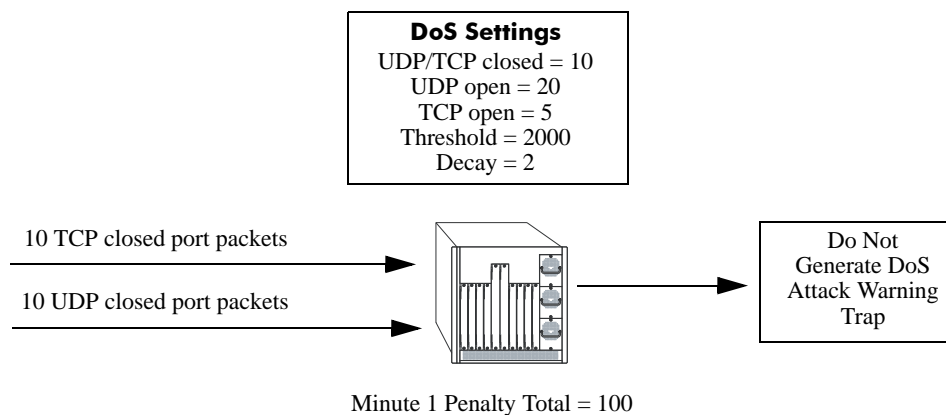 DoS Settings
UDP/TCP closed = 10
UDP open = 20
TCP open = 5
Threshold = 2000
Decay = 2
10 TCP closed port packets
10 UDP closed port packets
Do Not
Generate DoS
Attack Warning
Trap
Minute 1 Penalty Total = 100